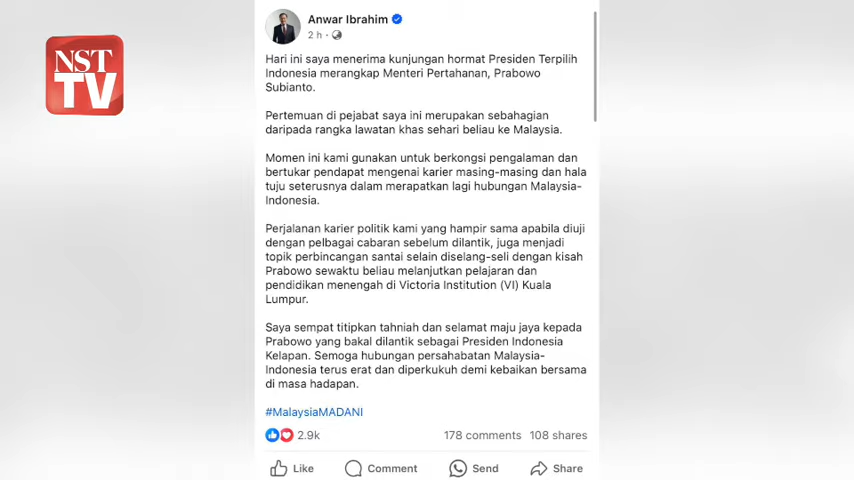 NST
TV
Anwar Ibrahim
2 h ·
Hari ini saya menerima kunjungan hormat Presiden Terpilih
Indonesia merangkap Menteri Pertahanan, Prabowo
Subianto.
Pertemuan di pejabat saya ini merupakan sebahagian
daripada rangka lawatan khas sehari beliau ke Malaysia.
Momen ini kami gunakan untuk berkongsi pengalaman dan
bertukar pendapat mengenai karier masing-masing dan hala
tuju seterusnya dalam merapatkan lagi hubungan Malaysia-
Indonesia.
Perjalanan karier politik kami yang hampir sama apabila diuji
dengan pelbagai cabaran sebelum dilantik, juga menjadi
topik perbincangan santai selain diselang-seli dengan kisah
Prabowo sewaktu beliau melanjutkan pelajaran dan
pendidikan menengah di Victoria Institution (VI) Kuala
Lumpur.
Saya sempat titipkan tahniah dan selamat maju jaya kepada
Prabowo yang bakal dilantik sebagai Presiden Indonesia
Kelapan. Semoga hubungan persahabatan Malaysia-
Indonesia terus erat dan diperkukuh demi kebaikan bersama
di masa hadapan.
#MalaysiaMADANI
2.9k 178 comments 108 shares
Like Comment Send Share